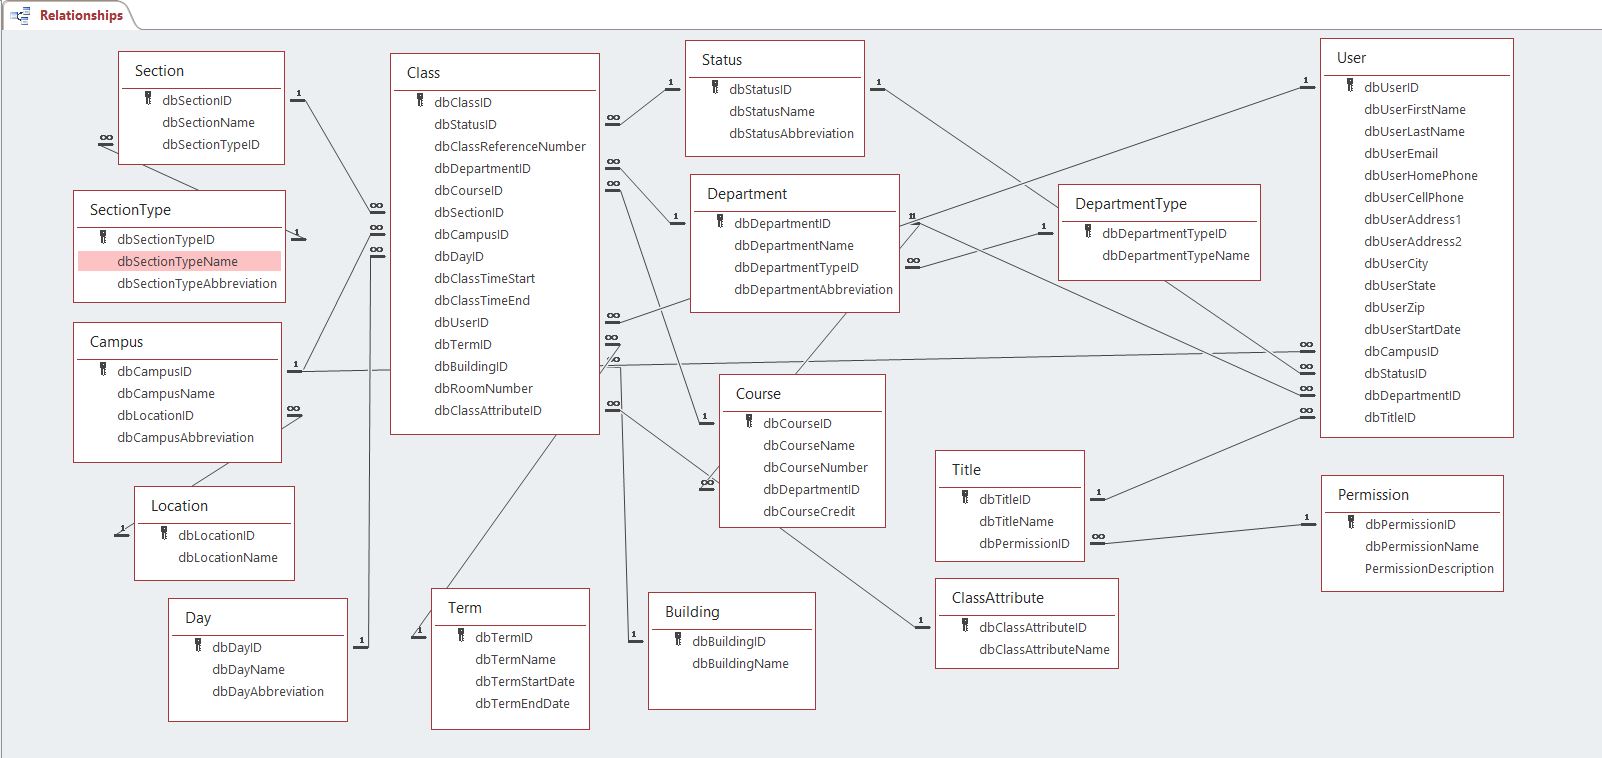 Relationships
Section
dbSectionID
dbSectionName
dbSectionTypeID
SectionType
dbSectionTypeID
dbSectionTypeName
dbSectionTypeAbbreviation
Campus
dbCampusID
dbCampusName
dbLocationID
dbCampusAbbreviation
Location
dbLocationID
dbLocationName
Day
dbDayID
dbDayName
dbDayAbbreviation
Class
dbClassID
dbStatusID
dbClassReferenceNumber
dbDepartmentID
dbCourseID
dbSectionID
dbCampusID
dbDayID
dbClassTimeStart
dbClassTimeEnd
dbUserID
dbTermID
dbBuildingID
dbRoomNumber
dbClassAttributeID
Term
dbTermID
dbTermName
dbTermStartDate
dbTermEndDate
Status
dbStatusID
dbStatusName
dbStatusAbbreviation
Department
dbDepartmentID
dbDepartmentName
dbDepartmentTypeID
dbDepartmentAbbreviation
Course
dbCourseID
dbCourseName
dbCourseNumber
dbDepartmentID
dbCourseCredit
Building
dbBuildingID
dbBuildingName
DepartmentType
dbDepartmentTypeID
dbDepartmentTypeName
Title
dbTitleID
dbTitleName
dbPermissionID
ClassAttribute
dbClassAttributeID
dbClassAttributeName
User
dbUserID
dbUserFirstName
dbUserLastName
dbUserEmail
dbUserHomePhone
dbUserCellPhone
dbUserAddress1
dbUserAddress2
dbUserCity
dbUserState
dbUserZip
dbUserStartDate
dbCampusID
dbStatusID
dbDepartmentID
dbTitleID
Permission
dbPermissionID
dbPermissionName
PermissionDescription